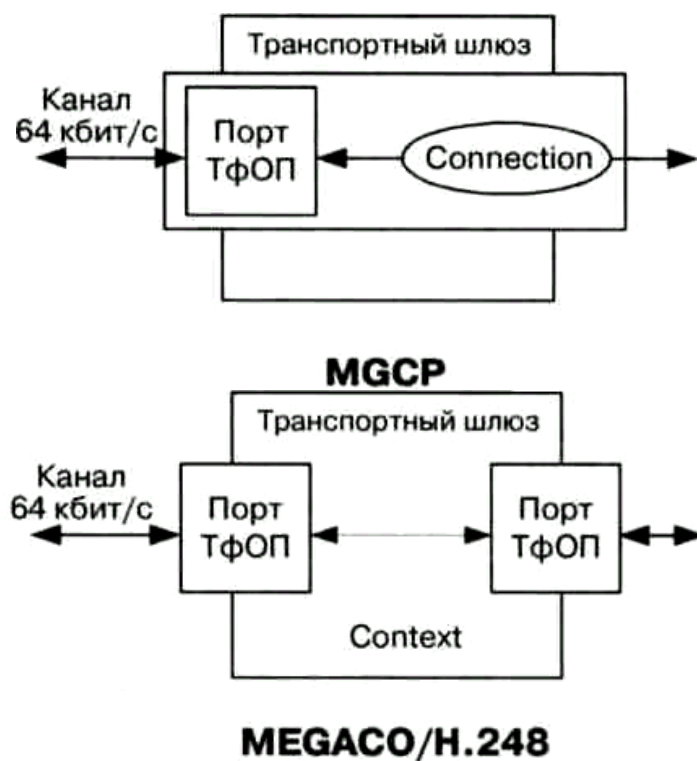 Транспортный шлюз
Канал
64 кбит/с
Порт
ТфОП
Connection
MGCP
Транспортный шлюз
Канал
64 кбит/с
Порт
ТфОП
Порт
ТфОП
Context
MEGACO/H.248